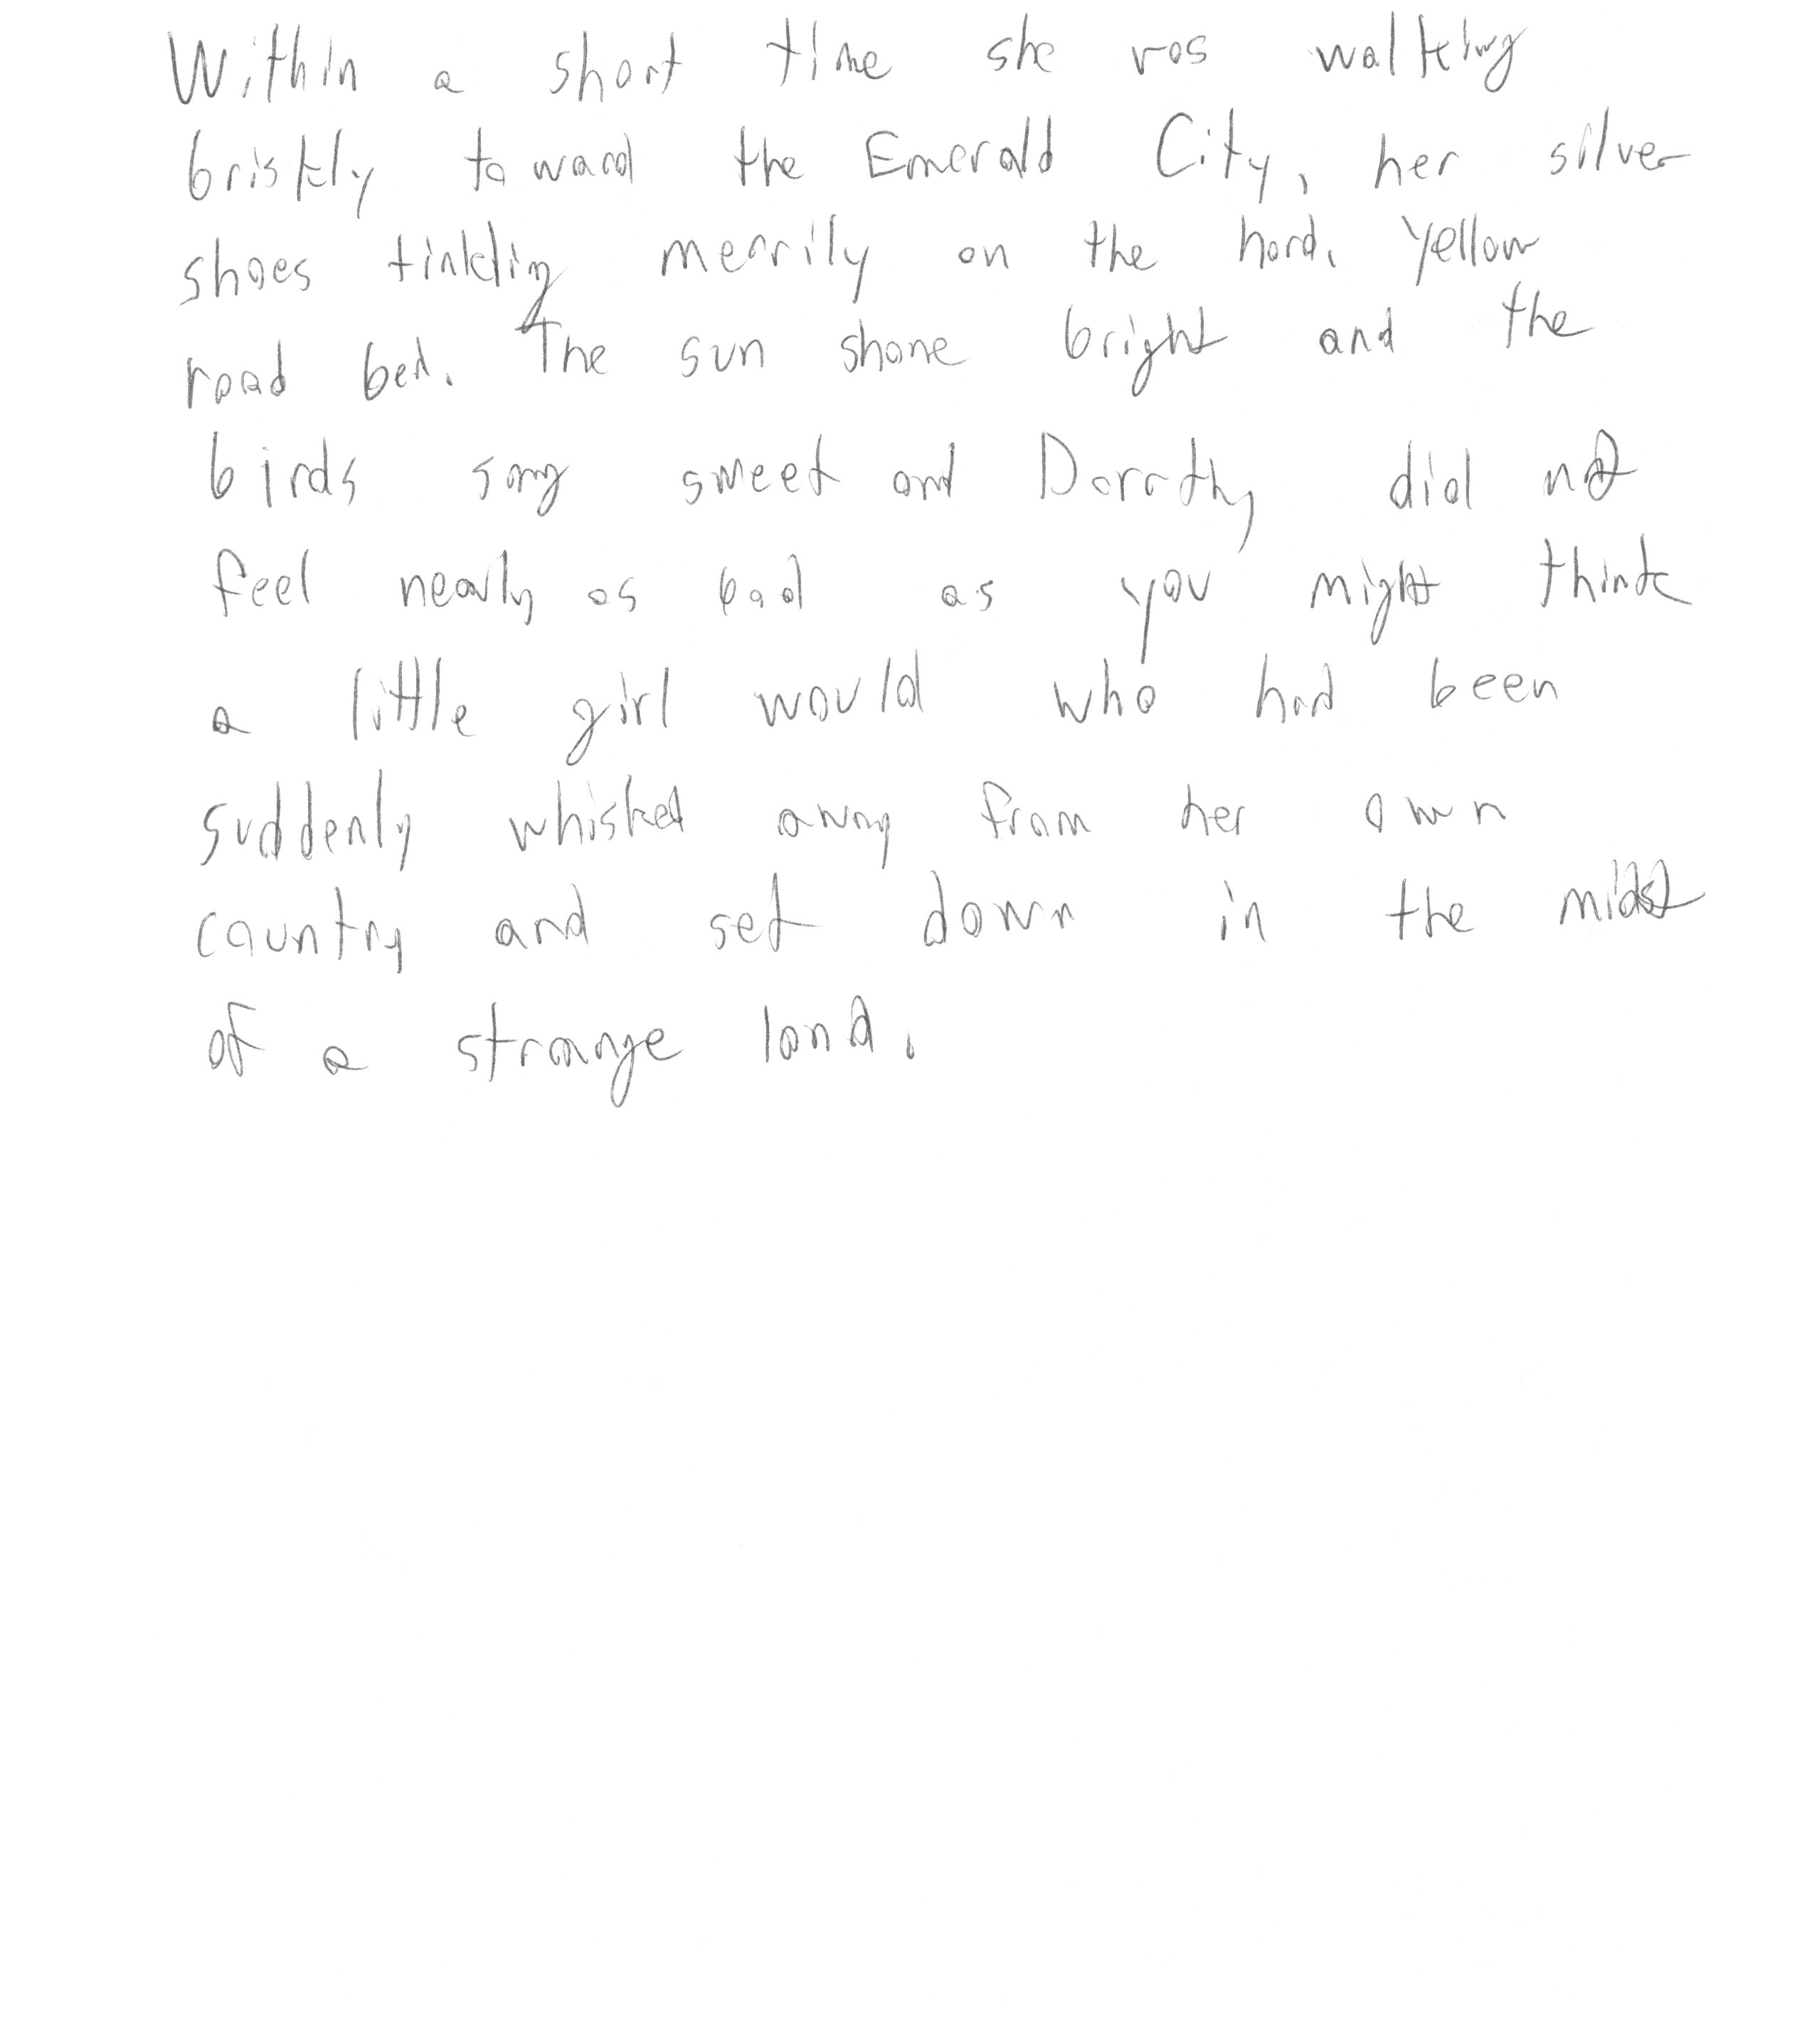 Within a short time she was walking
briskly toward the Emerald City, her silver
shoes tinkling merrily on the hard, yellow
road bed. The sun shone bright and the
birds sang sweet and Dorothy did not
feel nearly as bad as you might think
a little girl would who had been
suddenly whisked away from her own
country and set down in the midst
of a strange land.